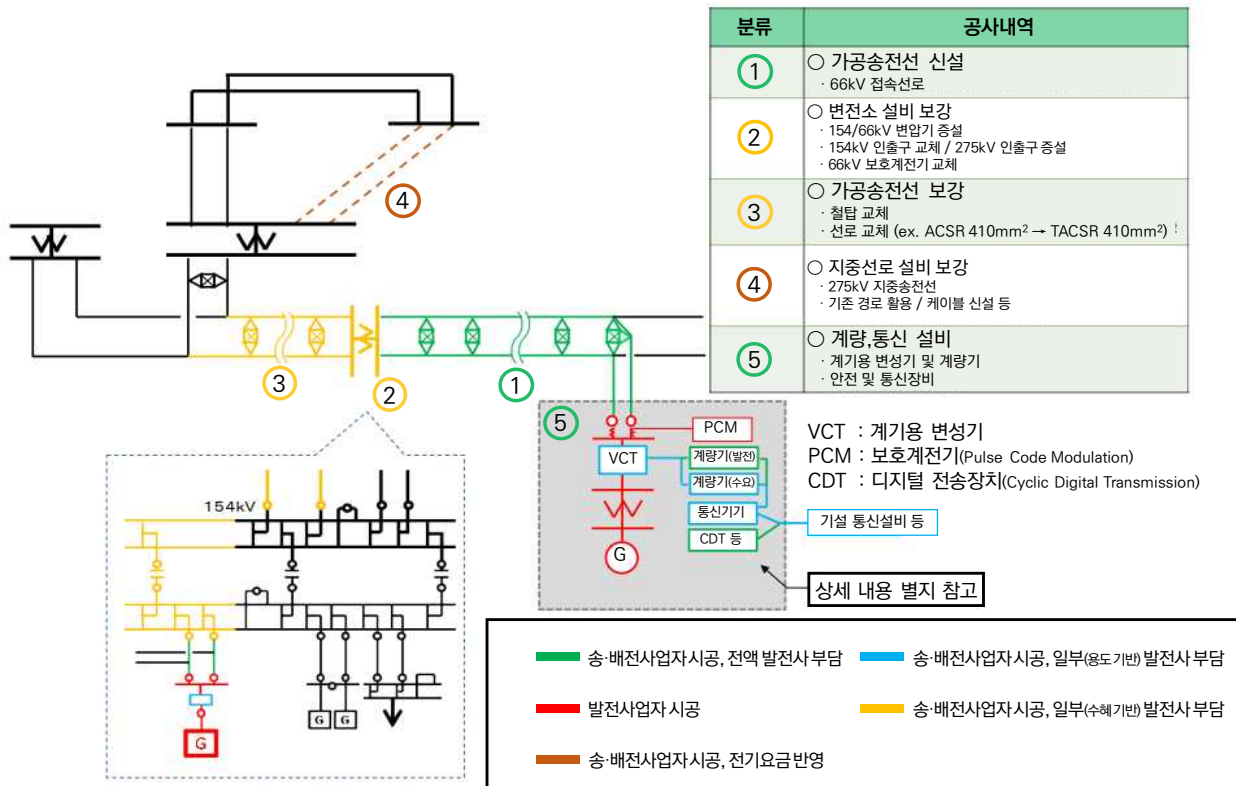 분류 공사내역
1 ○ 가공송전선 신설
· 66kV 접속선로
2 ○ 변전소 설비 보강
· 154/66kV 변압기 증설
· 154kV 인출구 교체 / 275kV 인출구 증설
· 66kV 보호계전기 교체
3 ○ 가공송전선 보강
· 철탑 교체
· 선로 교체 (ex. ACSR 410mm² → TACSR 410mm²)
4 ○ 지중선로 설비 보강
· 275kV 지중송전선
· 기존 경로 활용 / 케이블 신설 등
5 ○ 계량,통신 설비
· 계기용 변성기 및 계량기
· 안전 및 통신장비
4
3
2
1
5
PCM
VCT
계량기(발전)
계량기(수요)
통신기기
CDT 등
G
기설 통신설비 등
상세 내용 별지 참고
VCT : 계기용 변성기
PCM : 보호계전기(Pulse Code Modulation)
CDT : 디지털 전송장치(Cyclic Digital Transmission)
154kV
G
G
G
송·배전사업자 시공, 전액 발전사 부담
송·배전사업자 시공, 일부(용도 기반) 발전사 부담
발전사업자 시공
송·배전사업자 시공, 일부(수혜 기반) 발전사 부담
송·배전사업자 시공, 전기요금 반영